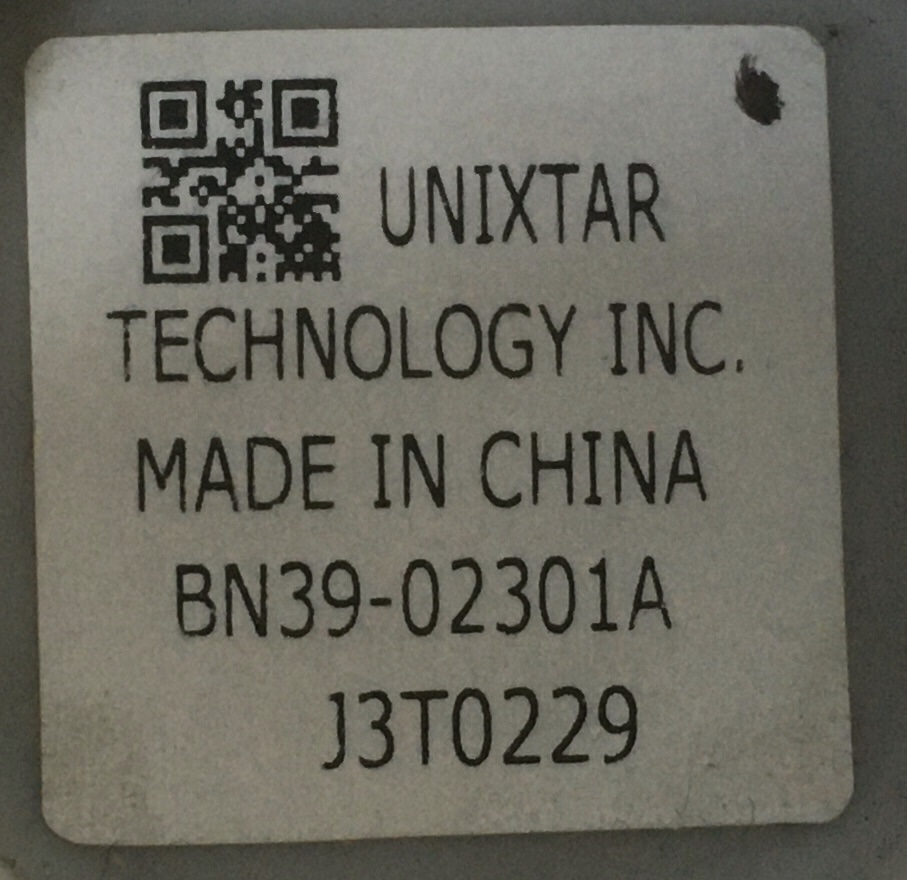 UNIXTAR
TECHNOLOGY INC.
MADE IN CHINA
BN39-02301A
J3T0229